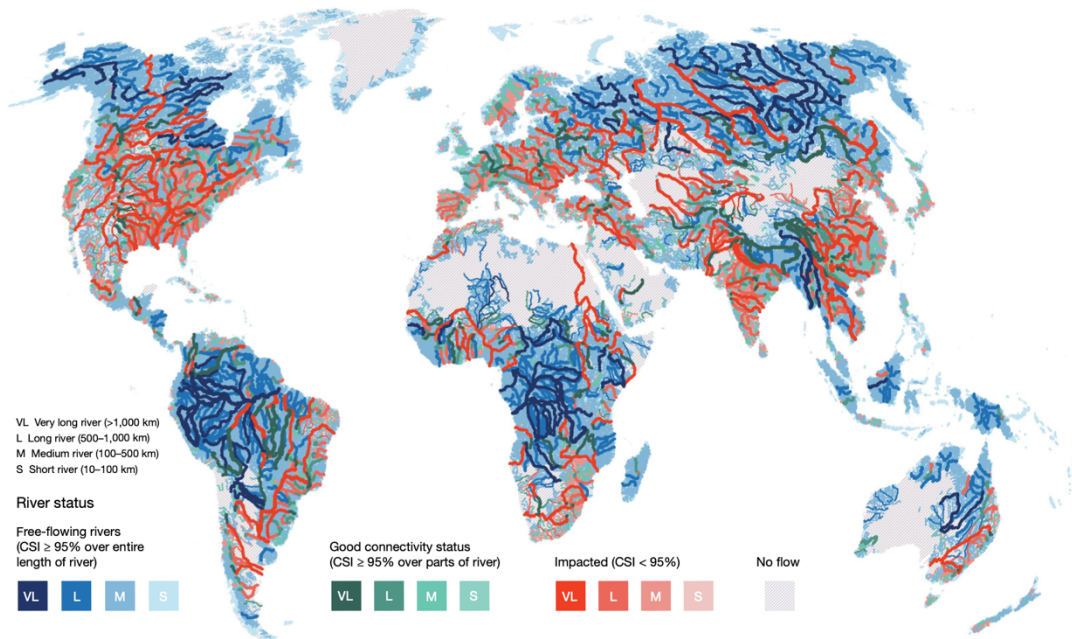 VL Very long river (>1,000 km)
L Long river (500–1,000 km)
M Medium river (100–500 km)
S Short river (10–100 km)
River status
Free-flowing rivers
(CSI ≥ 95% over entire
length of river)
VL L M S
Good connectivity status
(CSI ≥ 95% over parts of river)
VL L M S
Impacted (CSI < 95%)
VL L M S
No flow